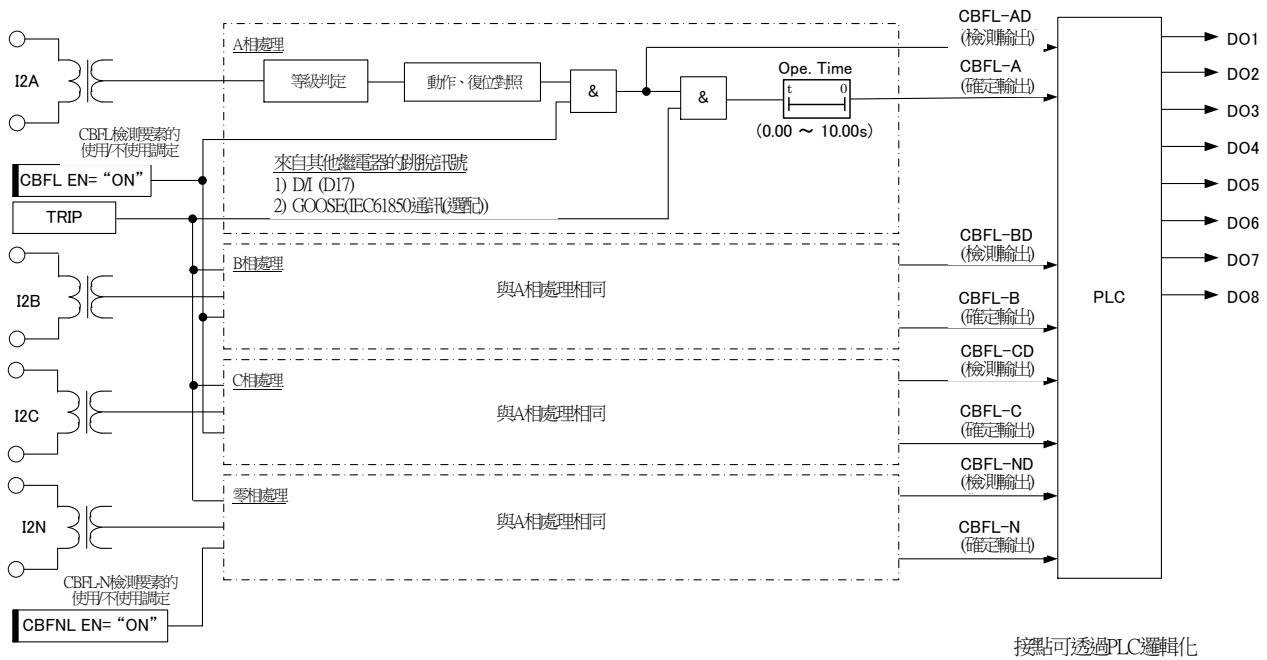 I2A
A相處理
等級判定
動作、復位對照
&
&
Ope. Time
t 0
(0.00 ～ 10.00s)
CBFL-AD
(檢測輸出)
CBFL-A
(確定輸出)
CBFL檢測要素的
使用/不使用調定
CBFL EN= “ON”
TRIP
來自其他繼電器的跳脫訊號
1) D/I (D17)
2) GOOSE(IEC61850通訊(選配))
I2B
B相處理
與A相處理相同
CBFL-BD
(檢測輸出)
CBFL-B
(確定輸出)
I2C
C相處理
與A相處理相同
CBFL-CD
(檢測輸出)
CBFL-C
(確定輸出)
I2N
零相處理
與A相處理相同
CBFL-ND
(檢測輸出)
CBFL-N
(確定輸出)
CBFL-N檢測要素的
使用/不使用調定
CBFNL EN= “ON”
PLC
DO1
DO2
DO3
DO4
DO5
DO6
DO7
DO8
接點可透過PLC邏輯化